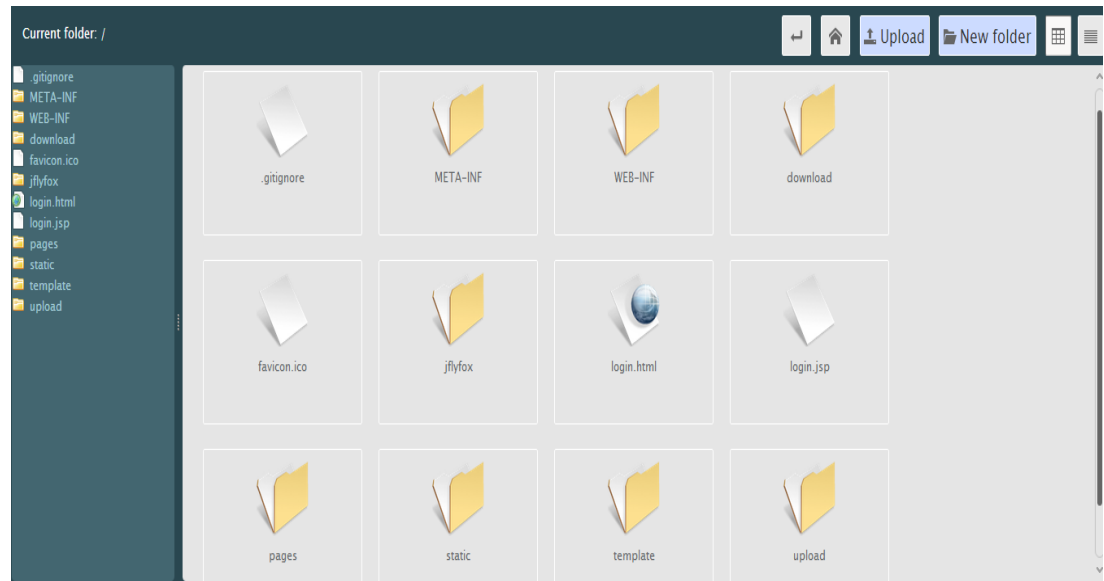 Current folder: /
Upload
New folder
.gitignore
META-INF
WEB-INF
download
favicon.ico
jflyfox
login.html
login.jsp
pages
static
template
upload
.gitignore
META-INF
WEB-INF
download
favicon.ico
jflyfox
login.html
login.jsp
pages
static
template
upload